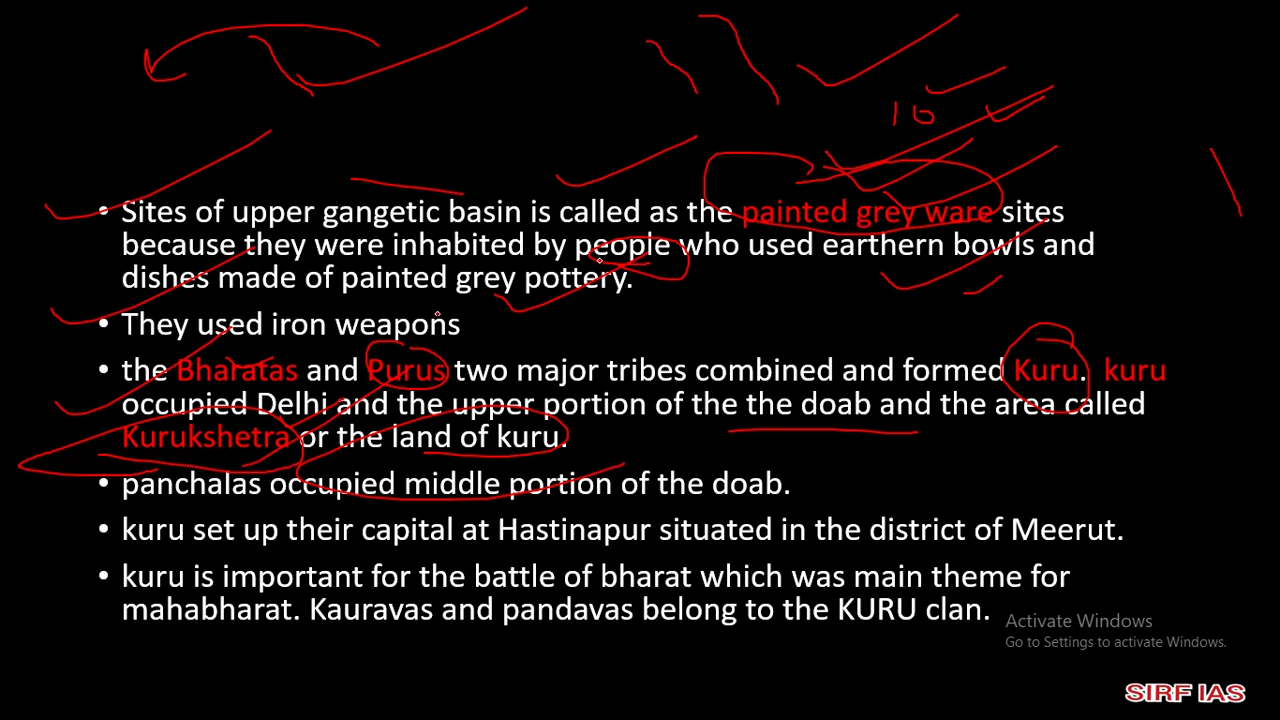 16
• Sites of upper gangetic basin is called as the painted grey ware sites
because they were inhabited by people who used earthern bowls and
dishes made of painted grey pottery.
• They used iron weapons
• the Bharatas and Purus two major tribes combined and formed Kuru. kuru
occupied Delhi and the upper portion of the the doab and the area called
Kurukshetra or the land of kuru.
• panchalas occupied middle portion of the doab.
• kuru set up their capital at Hastinapur situated in the district of Meerut.
• kuru is important for the battle of bharat which was main theme for
mahabharat. Kauravas and pandavas belong to the KURU clan.
Activate Windows
Go to Settings to activate Windows.
SIRF IAS